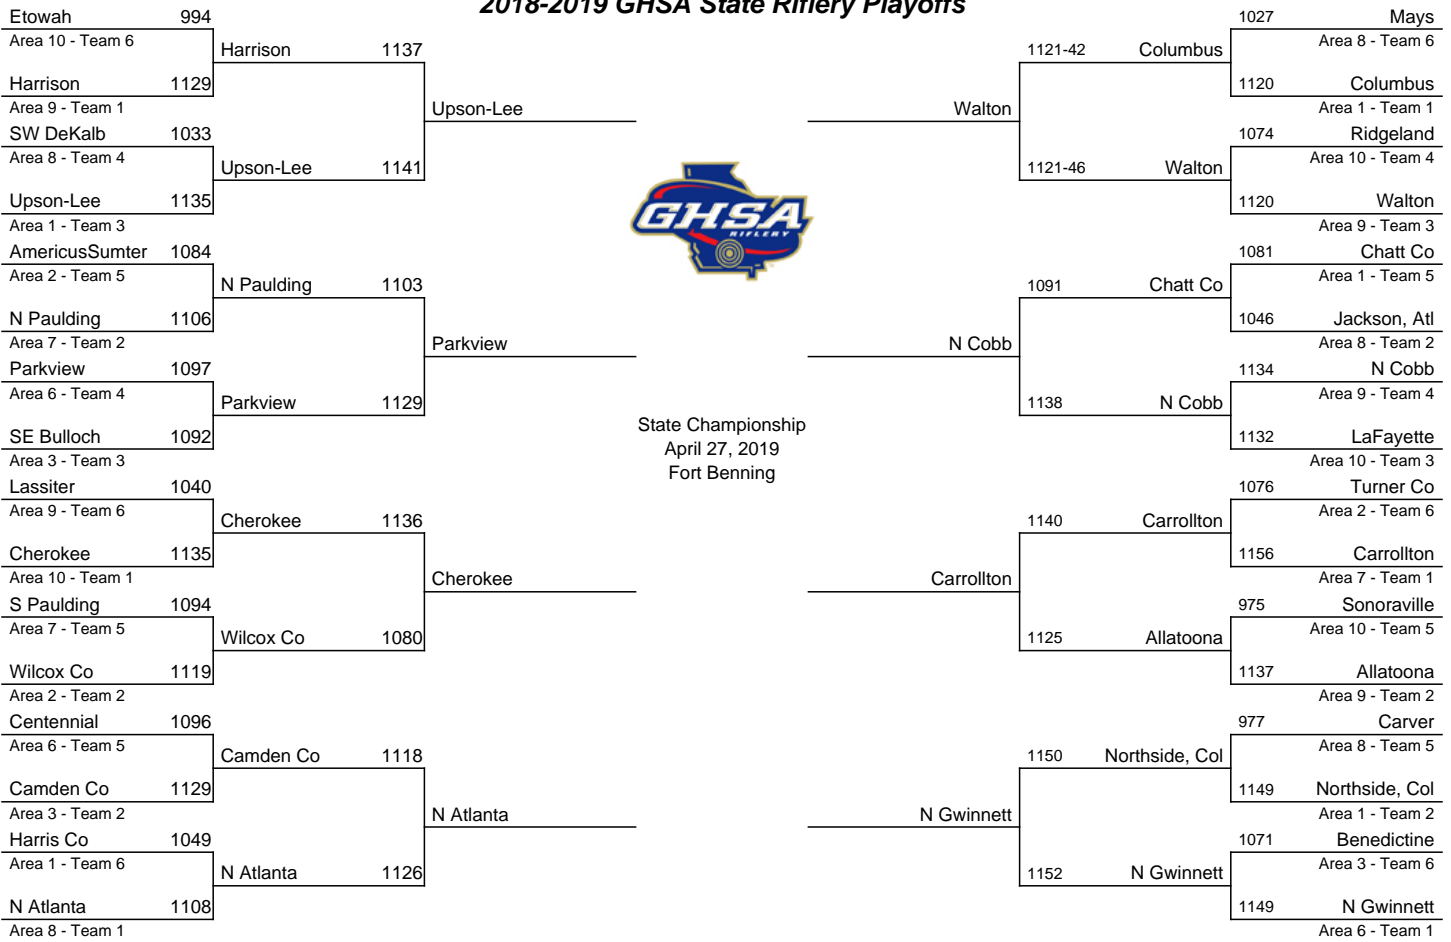 2018-2019 GHSA State Riflery Playoffs
Etowah 994
Area 10 - Team 6
Harrison 1137
Harrison 1129
Area 9 - Team 1
Upson-Lee
SW DeKalb 1033
Area 8 - Team 4
Upson-Lee 1141
Upson-Lee 1135
Area 1 - Team 3
AmericusSumter 1084
Area 2 - Team 5
N Paulding 1103
N Paulding 1106
Area 7 - Team 2
Parkview
Parkview 1097
Area 6 - Team 4
Parkview 1129
SE Bulloch 1092
Area 3 - Team 3
Lassiter 1040
Area 9 - Team 6
Cherokee 1136
Cherokee 1135
Area 10 - Team 1
Cherokee
S Paulding 1094
Area 7 - Team 5
Wilcox Co 1080
Wilcox Co 1119
Area 2 - Team 2
Centennial 1096
Area 6 - Team 5
Camden Co 1118
Camden Co 1129
Area 3 - Team 2
N Atlanta
Harris Co 1049
Area 1 - Team 6
N Atlanta 1126
N Atlanta 1108
Area 8 - Team 1
GHSA
RIFLERY
State Championship
April 27, 2019
Fort Benning
1027 Mays
Area 8 - Team 6
1121-42 Columbus
1120 Columbus
Area 1 - Team 1
Walton
1074 Ridgeland
Area 10 - Team 4
1121-46 Walton
1120 Walton
Area 9 - Team 3
1081 Chatt Co
Area 1 - Team 5
1091 Chatt Co
1046 Jackson, Atl
Area 8 - Team 2
N Cobb
1134 N Cobb
Area 9 - Team 4
1138 N Cobb
1132 LaFayette
Area 10 - Team 3
1076 Turner Co
Area 2 - Team 6
1140 Carrollton
1156 Carrollton
Area 7 - Team 1
Carrollton
975 Sonoraville
Area 10 - Team 5
1125 Allatoona
1137 Allatoona
Area 9 - Team 2
977 Carver
Area 8 - Team 5
1150 Northside, Col
1149 Northside, Col
Area 1 - Team 2
N Gwinnett
1071 Benedictine
Area 3 - Team 6
1152 N Gwinnett
1149 N Gwinnett
Area 6 - Team 1